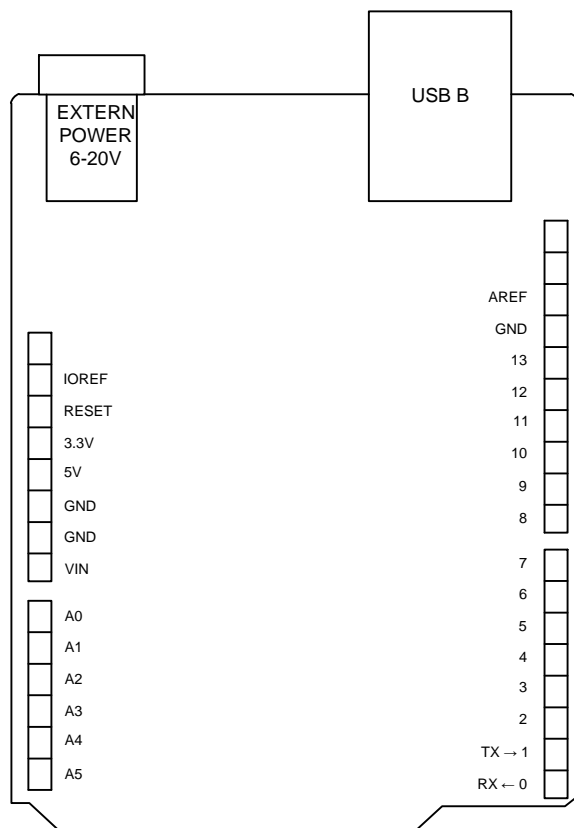 EXTERN
POWER
6-20V
USB B
IOREF
RESET
3.3V
5V
GND
GND
VIN
A0
A1
A2
A3
A4
A5
AREF
GND
13
12
11
10
9
8
7
6
5
4
3
2
TX → 1
RX ← 0